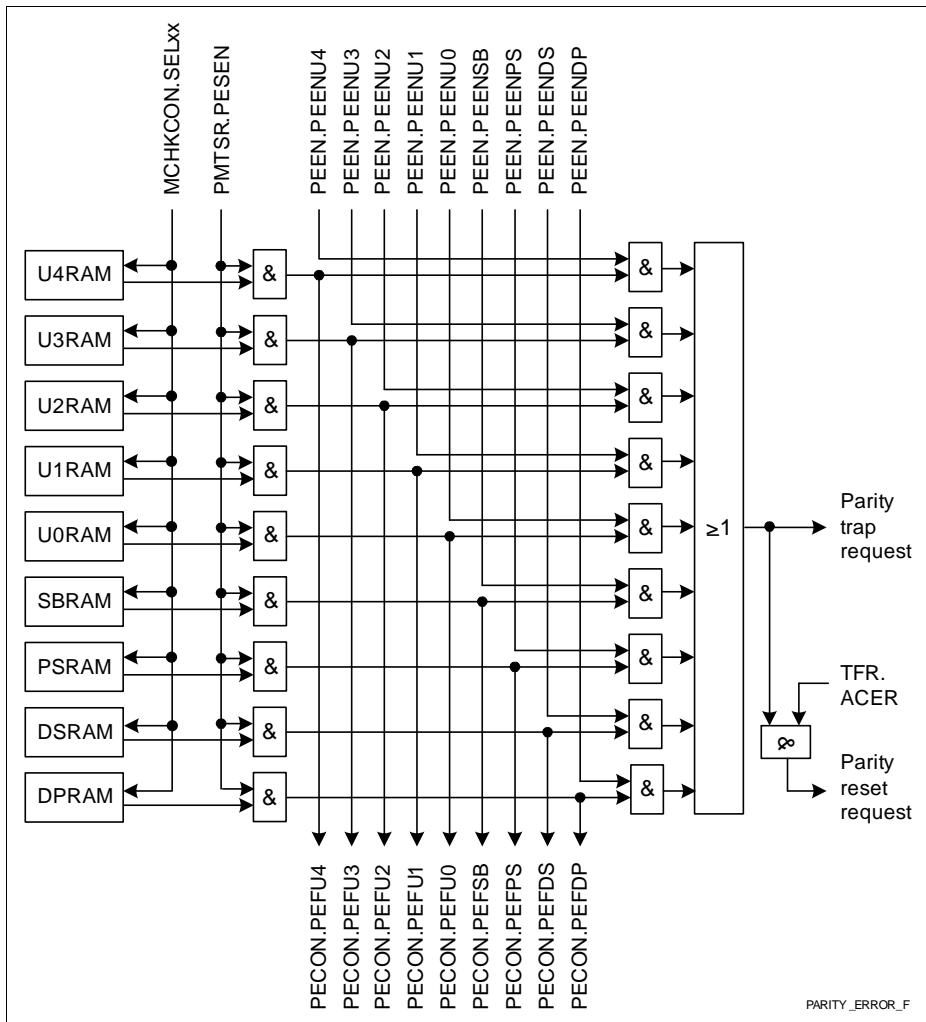 MCHKCON.SELxx
PMTSR.PESEN
PEEN.PEENU4
PEEN.PEENU3
PEEN.PEENU2
PEEN.PEENU1
PEEN.PEENU0
PEEN.PEENSB
PEEN.PEENPS
PEEN.PEENDS
PEEN.PEENDP
U4RAM
&
&
U3RAM
&
&
U2RAM
&
&
U1RAM
&
&
U0RAM
&
&
≥1
Parity
trap
request
SBRAM
&
&
PSRAM
&
&
TFR.
ACER
DSRAM
&
&
&
Parity
reset
request
DPRAM
&
&
PECON.PEFU4
PECON.PEFU3
PECON.PEFU2
PECON.PEFU1
PECON.PEFU0
PECON.PEFSB
PECON.PEFPS
PECON.PEFDS
PECON.PEFDP
PARITY_ERROR_F